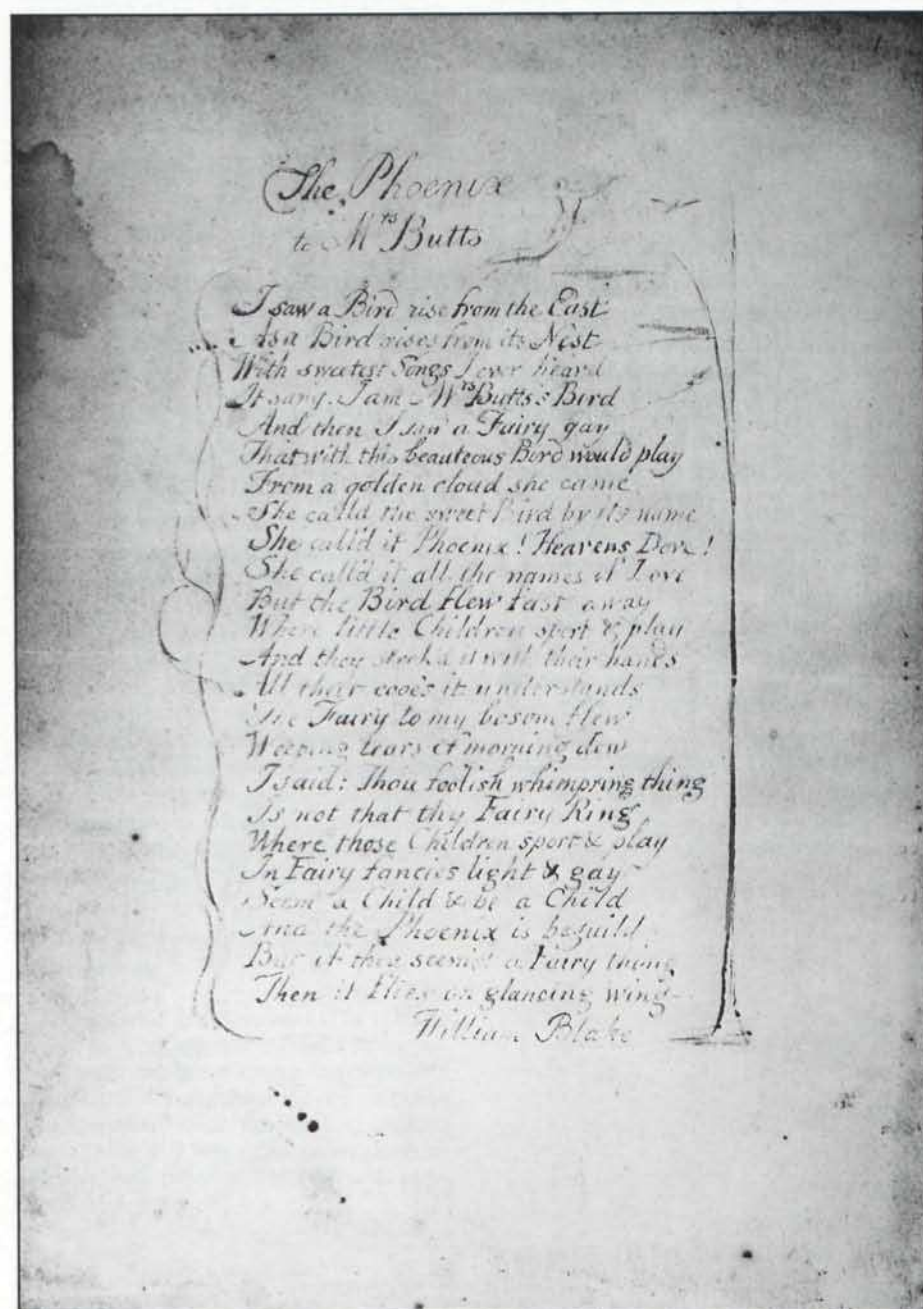 The Phoenix
to Mrs Butts
I saw a Bird rise from the East
As a Bird rises from its Nest
With sweetest Songs I ever heard
It sang I am Mrs Butts's Bird
And then I saw a Fairy gay
That with this beauteous Bird would play
From a golden cloud she came
She calld the sweet Bird by its name
She call'd it Phoenix! Heavens Dove!
She call'd it all the names of Love
But the Bird flew fast away
Where little Children sport & play
And they strok'd it with their hands
All their cooe's it understands
The Fairy to my bosom flew
Weeping tears of morning dew
I said: Thou foolish whimpring thing
Is not that thy Fairy Ring
Where those Children sport & play
In Fairy fancies light & gay
Seem a Child & be a Child
And the Phoenix is beguild
But if thou seem'st a Fairy thing
Then it flies on glancing wing
William Blake